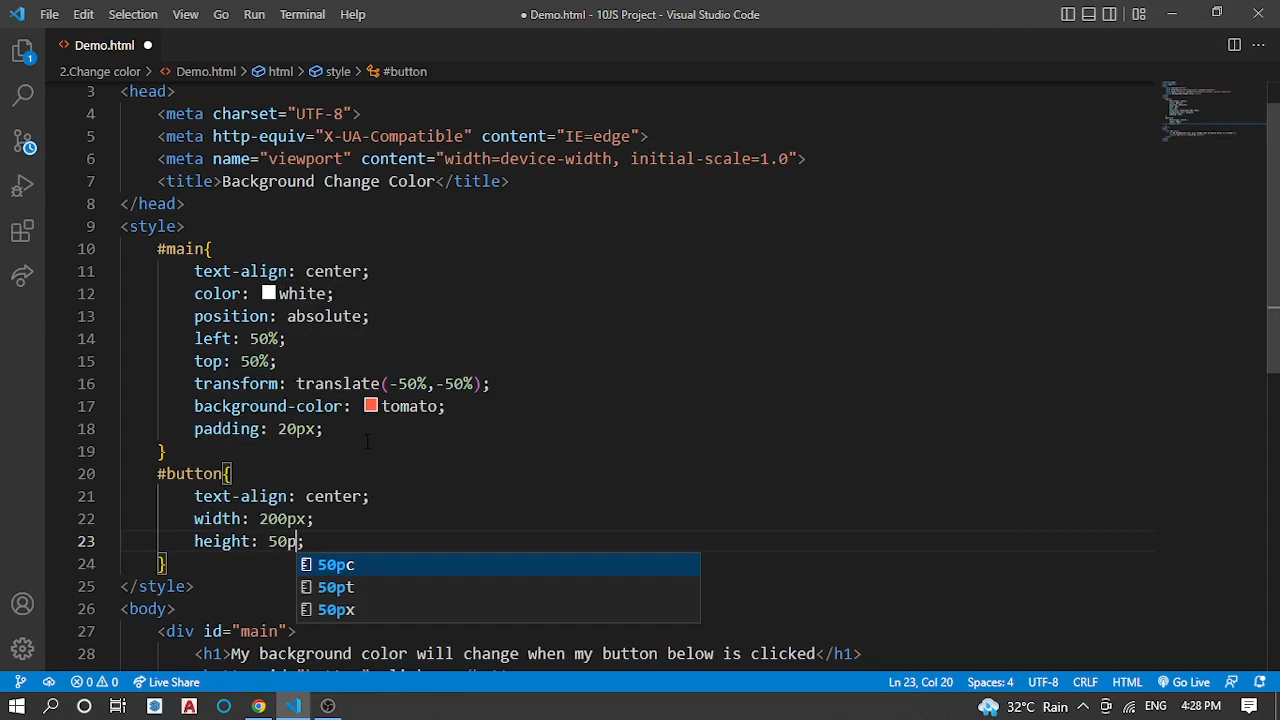 File Edit Selection View Go Run Terminal Help
● Demo.html - 10JS Project - Visual Studio Code
Demo.html
2.Change color > Demo.html > html > style > #button
1
3 <head>
4 <meta charset="UTF-8">
5 <meta http-equiv="X-UA-Compatible" content="IE=edge">
6 <meta name="viewport" content="width=device-width, initial-scale=1.0">
7 <title>Background Change Color</title>
8 </head>
9 <style>
10 #main{
11 text-align: center;
12 color: white;
13 position: absolute;
14 left: 50%;
15 top: 50%;
16 transform: translate(-50%,-50%);
17 background-color: tomato;
18 padding: 20px;
19 }
20 #button{
21 text-align: center;
22 width: 200px;
23 height: 50p;
50pc
50pt
50px
24 }
25 </style>
26 <body>
27 <div id="main">
28 <h1>My background color will change when my button below is clicked</h1>
0 0 Live Share Ln 23, Col 20 Spaces: 4 UTF-8 CRLF HTML Go Live
32°C Rain ENG 4:28 PM